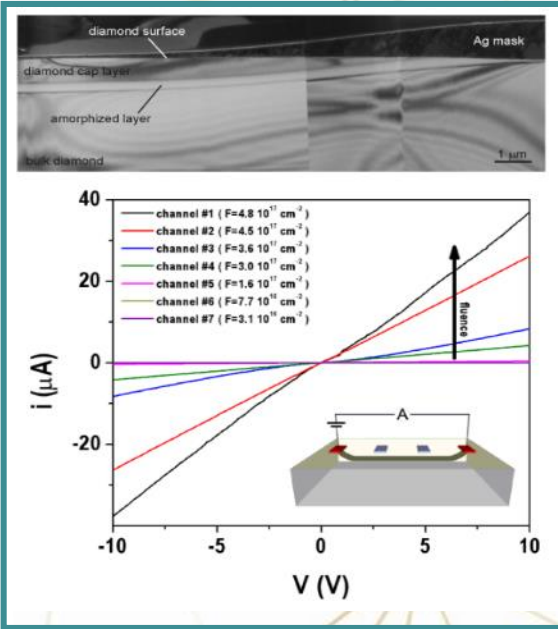 diamond surface
Ag mask
diamond cap layer
amorphized layer
bulk diamond
1 µm
40
20
0
-20
-10
-5
0
5
10
i (µA)
V (V)
channel #1 ( F=4.8 10¹⁷ cm⁻² )
channel #2 ( F=4.5 10¹⁷ cm⁻² )
channel #3 ( F=3.6 10¹⁷ cm⁻² )
channel #4 ( F=3.0 10¹⁷ cm⁻² )
channel #5 ( F=1.6 10¹⁷ cm⁻² )
channel #6 ( F=7.7 10¹⁶ cm⁻² )
channel #7 ( F=3.1 10¹⁶ cm⁻² )
fluence
A